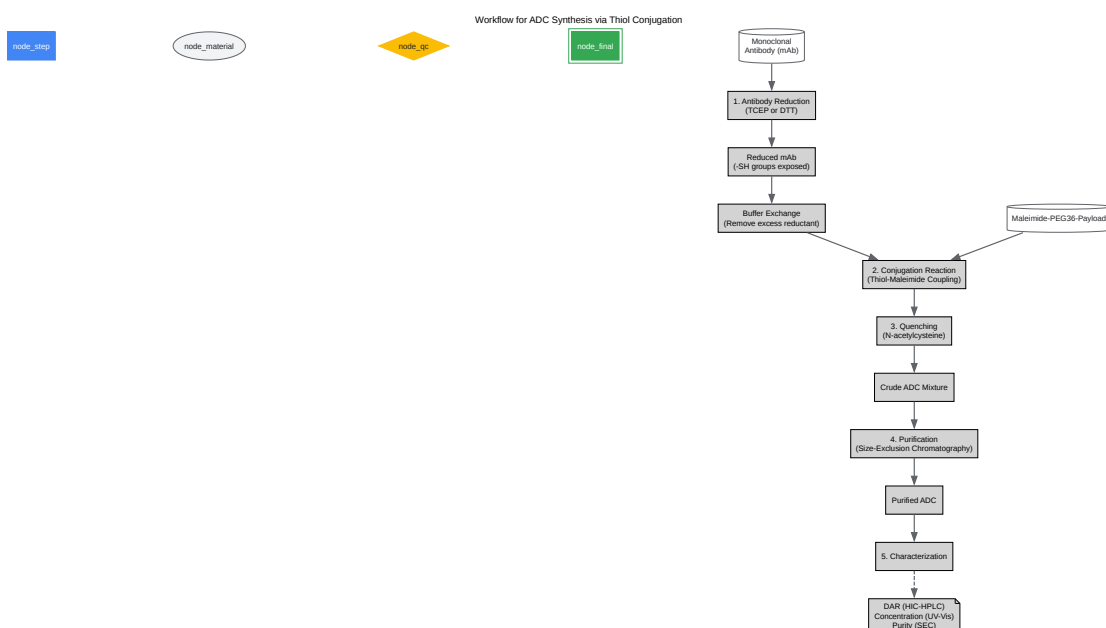 Workflow for ADC Synthesis via Thiol Conjugation
node_step
node_material
node_qc
node_final
Monoclonal
Antibody (mAb)
1. Antibody Reduction
(TCEP or DTT)
Reduced mAb
(-SH groups exposed)
Buffer Exchange
(Remove excess reductant)
Maleimide-PEG36-Payload
2. Conjugation Reaction
(Thiol-Maleimide Coupling)
3. Quenching
(N-acetylcysteine)
Crude ADC Mixture
4. Purification
(Size-Exclusion Chromatography)
Purified ADC
5. Characterization
DAR (HIC-HPLC)
Concentration (UV-Vis)
Purity (SEC)